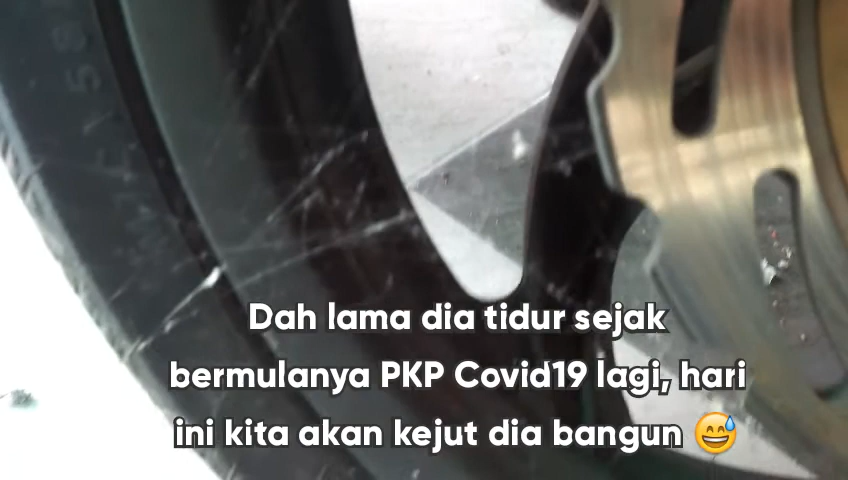 Dah lama dia tidur sejak
bermulanya PKP Covid19 lagi, hari
ini kita akan kejut dia bangun 😅